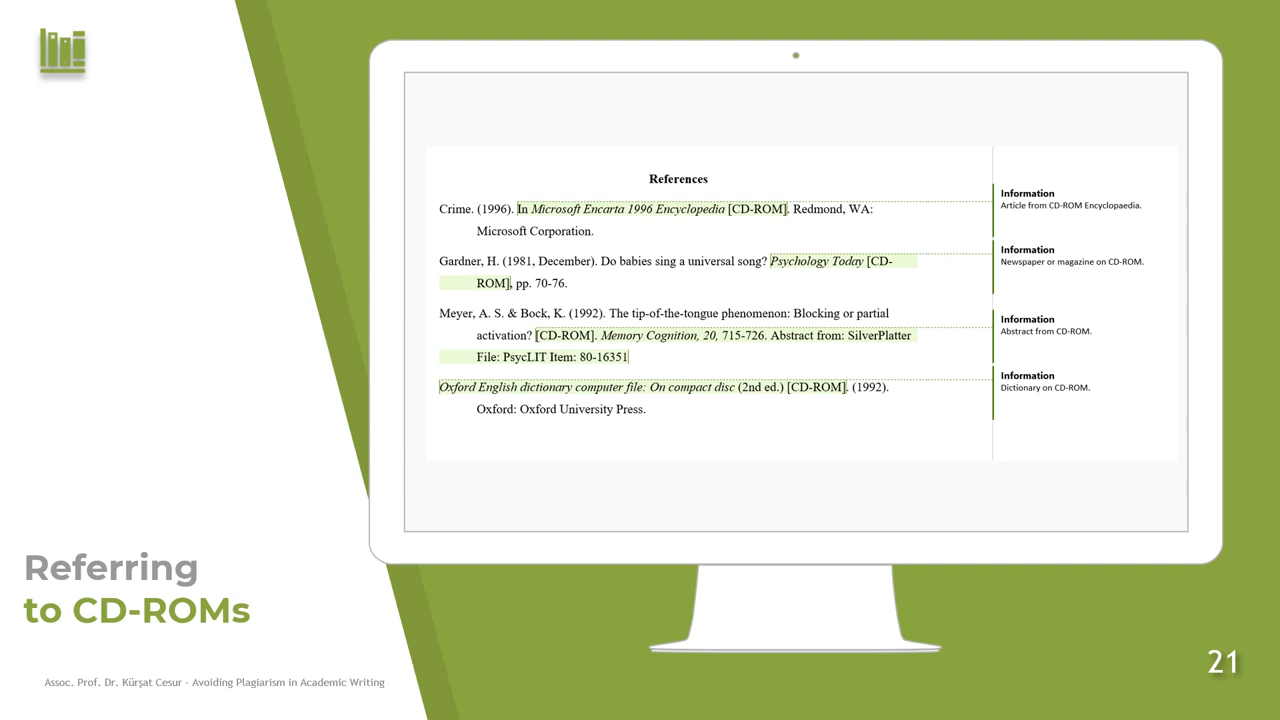 References
Crime. (1996). In Microsoft Encarta 1996 Encyclopedia [CD-ROM]. Redmond, WA:
Microsoft Corporation.
Gardner, H. (1981, December). Do babies sing a universal song? Psychology Today [CD-
ROM], pp. 70-76.
Meyer, A. S. & Bock, K. (1992). The tip-of-the-tongue phenomenon: Blocking or partial
activation? [CD-ROM]. Memory Cognition, 20, 715-726. Abstract from: SilverPlatter
File: PsycLIT Item: 80-16351
Oxford English dictionary computer file: On compact disc (2nd ed.) [CD-ROM]. (1992).
Oxford: Oxford University Press.
Information
Article from CD-ROM Encyclopaedia.
Information
Newspaper or magazine on CD-ROM.
Information
Abstract from CD-ROM.
Information
Dictionary on CD-ROM.
Referring
to CD-ROMs
Assoc. Prof. Dr. Kürşat Cesur - Avoiding Plagiarism in Academic Writing
21